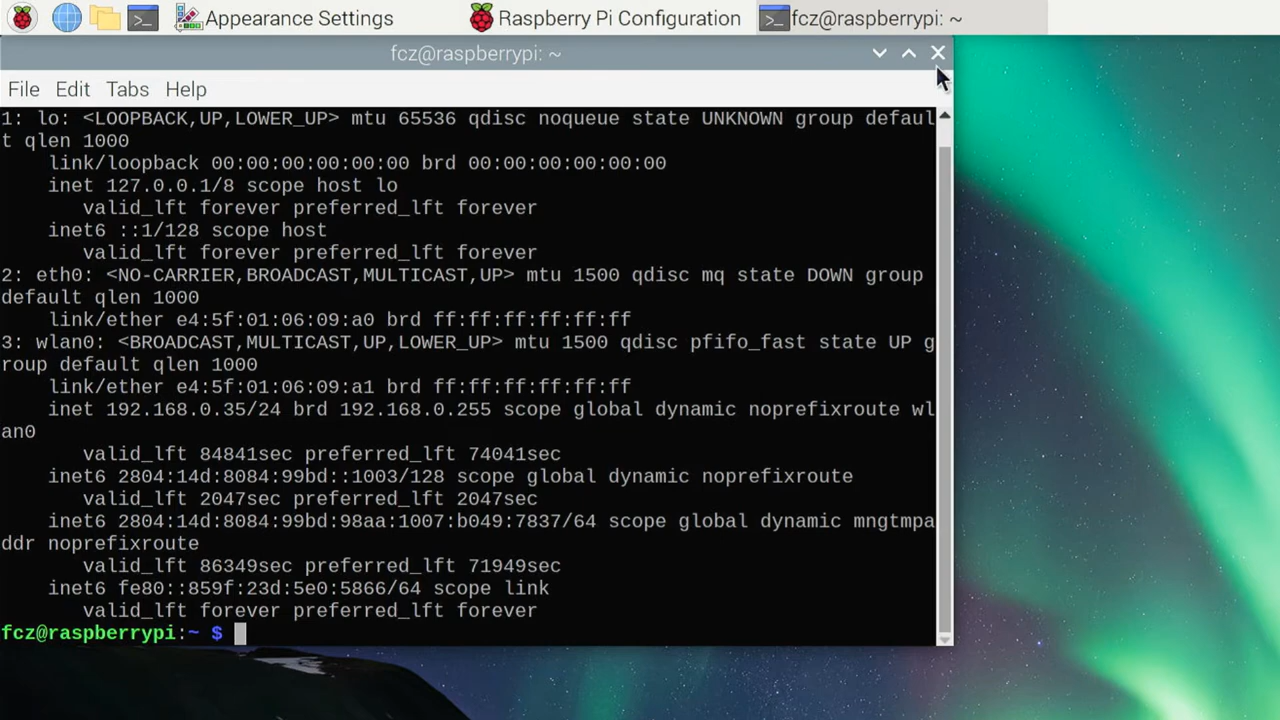 Appearance Settings Raspberry Pi Configuration fcz@raspberrypi: ~
fcz@raspberrypi: ~
File Edit Tabs Help
1: lo: <LOOPBACK,UP,LOWER_UP> mtu 65536 qdisc noqueue state UNKNOWN group defaul
t qlen 1000
    link/loopback 00:00:00:00:00:00 brd 00:00:00:00:00:00
    inet 127.0.0.1/8 scope host lo
       valid_lft forever preferred_lft forever
    inet6 ::1/128 scope host
       valid_lft forever preferred_lft forever
2: eth0: <NO-CARRIER,BROADCAST,MULTICAST,UP> mtu 1500 qdisc mq state DOWN group
default qlen 1000
    link/ether e4:5f:01:06:09:a0 brd ff:ff:ff:ff:ff:ff
3: wlan0: <BROADCAST,MULTICAST,UP,LOWER_UP> mtu 1500 qdisc pfifo_fast state UP g
roup default qlen 1000
    link/ether e4:5f:01:06:09:a1 brd ff:ff:ff:ff:ff:ff
    inet 192.168.0.35/24 brd 192.168.0.255 scope global dynamic noprefixroute wl
an0
       valid_lft 84841sec preferred_lft 74041sec
    inet6 2804:14d:8084:99bd::1003/128 scope global dynamic noprefixroute
       valid_lft 2047sec preferred_lft 2047sec
    inet6 2804:14d:8084:99bd:98aa:1007:b049:7837/64 scope global dynamic mngtmpa
ddr noprefixroute
       valid_lft 86349sec preferred_lft 71949sec
    inet6 fe80::859f:23d:5e0:5866/64 scope link
       valid_lft forever preferred_lft forever
fcz@raspberrypi:~ $